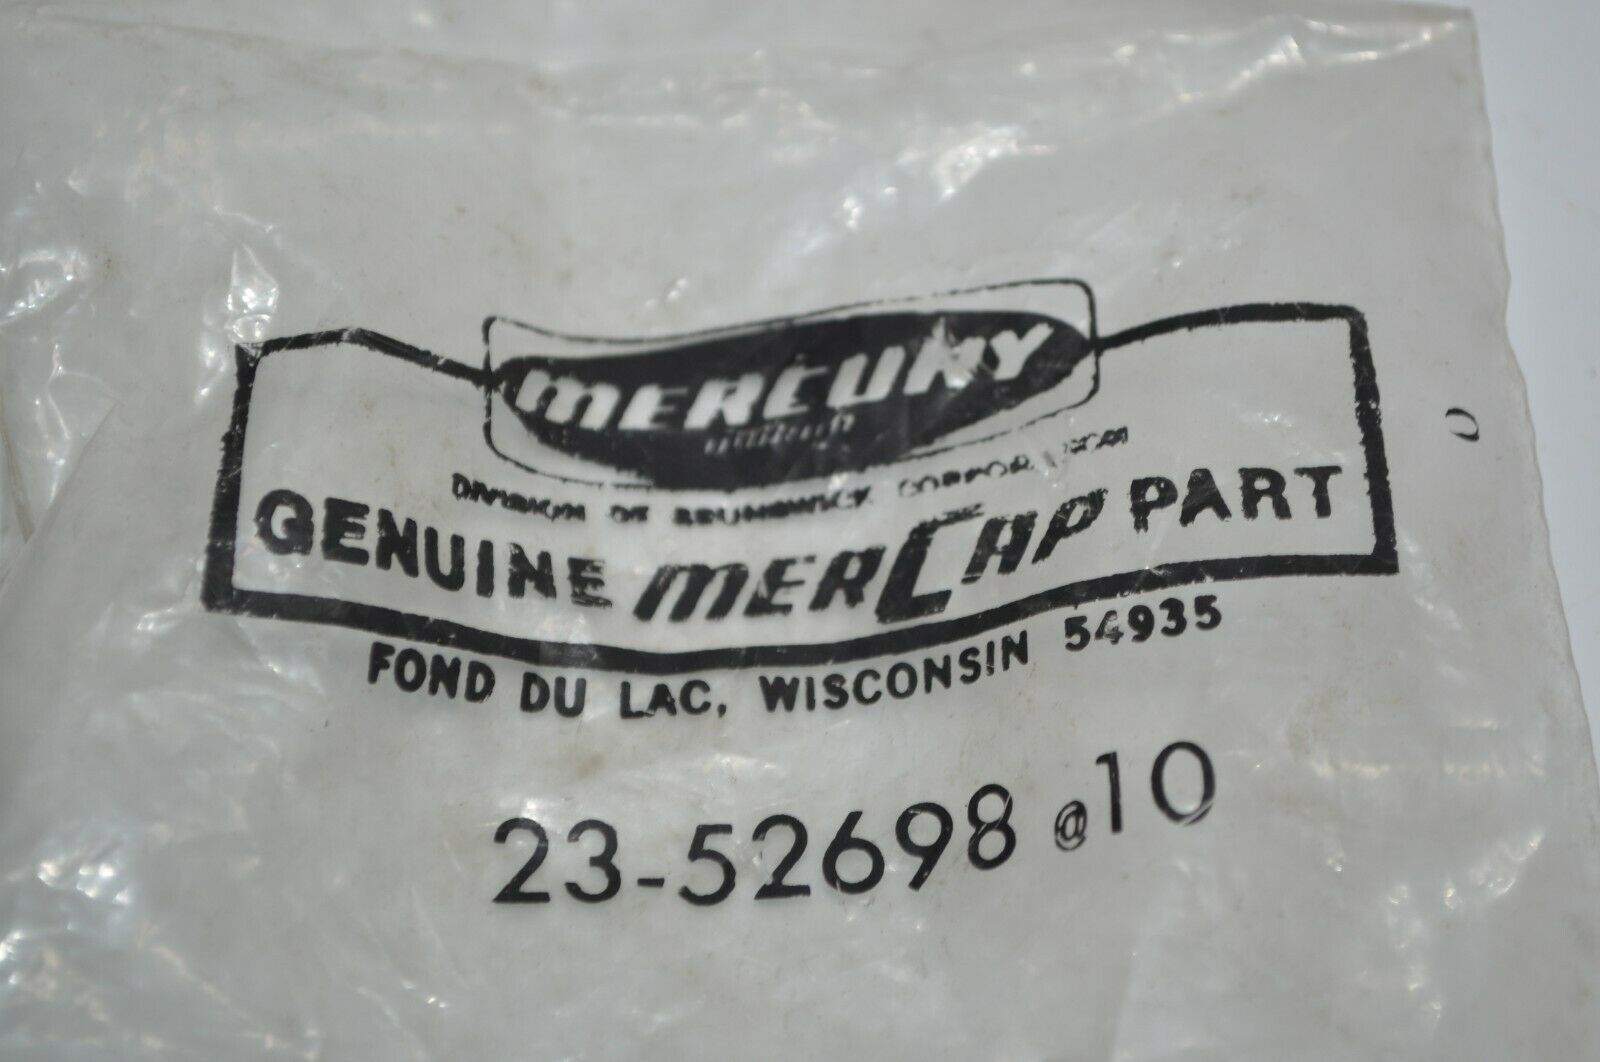 MERCURY
DIVISION OF BRUNSWICK CORPORATION
GENUINE MERCAP PART
FOND DU LAC, WISCONSIN 54935
23-52698 @10